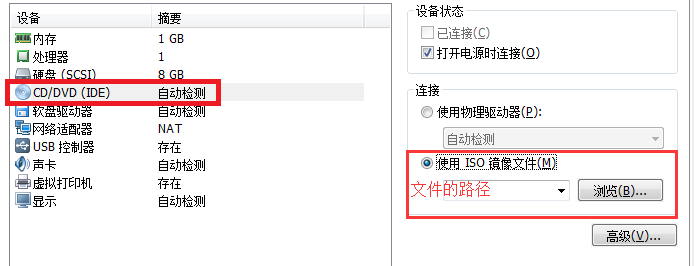 设备 摘要
内存 1 GB
处理器 1
硬盘 (SCSI) 8 GB
CD/DVD (IDE) 自动检测
软盘驱动器 自动检测
网络适配器 NAT
USB 控制器 存在
声卡 自动检测
虚拟打印机 存在
显示 自动检测
设备状态
已连接(C)
打开电源时连接(O)
连接
使用物理驱动器(P):
自动检测
使用 ISO 镜像文件(M)
文件的路径 浏览(B)...
高级(V)...